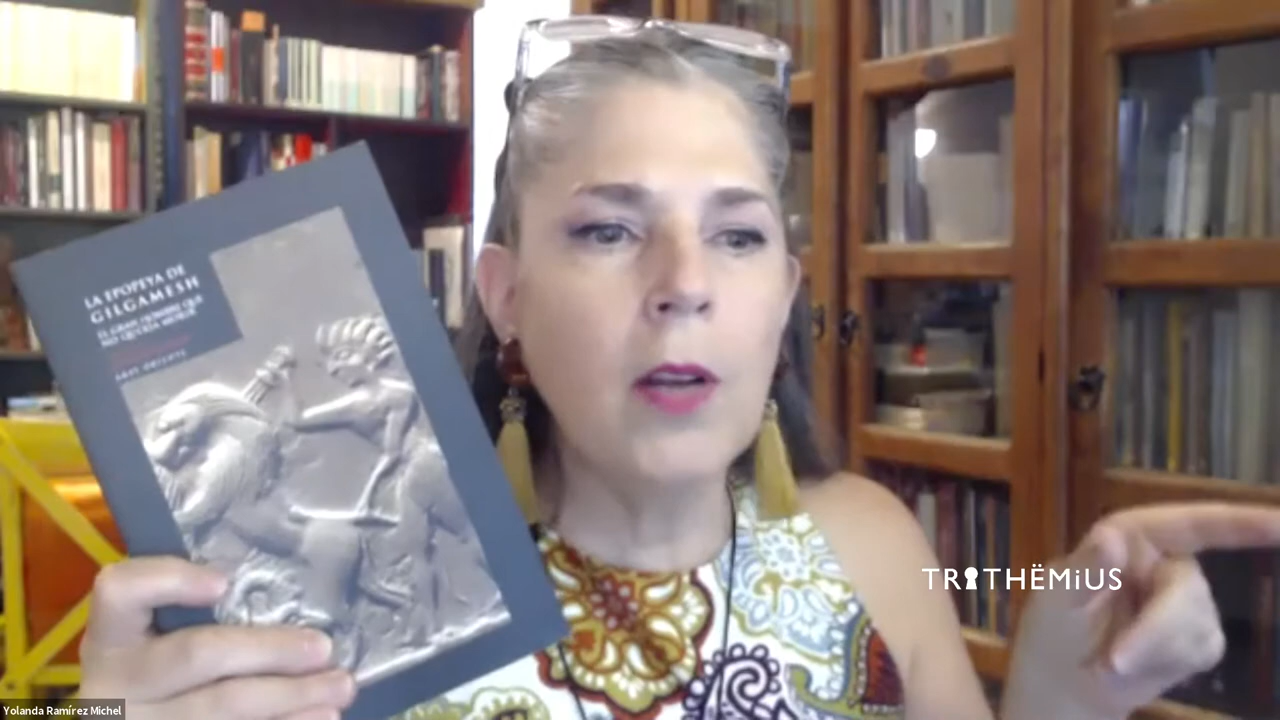 LA EPOPEYA DE
GILGAMESH
EL GRAN HOMBRE QUE
NO QUERÍA MORIR
TRITHËMiUS
Yolanda Ramírez Michel